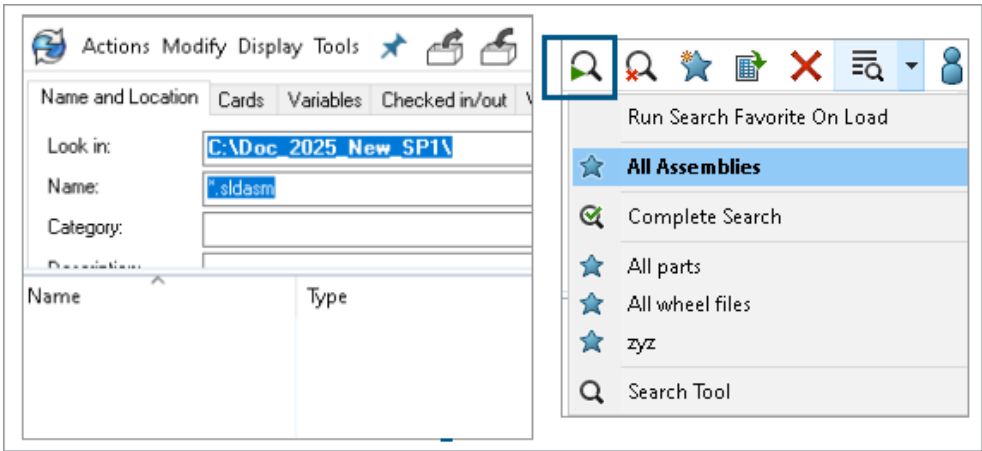 Actions Modify Display Tools
Name and Location Cards Variables Checked in/out
Look in: C:\Doc_2025_New_SP1\
Name: *.sldasm
Category:
Description:
Name Type
Run Search Favorite On Load
All Assemblies
Complete Search
All parts
All wheel files
zyz
Search Tool